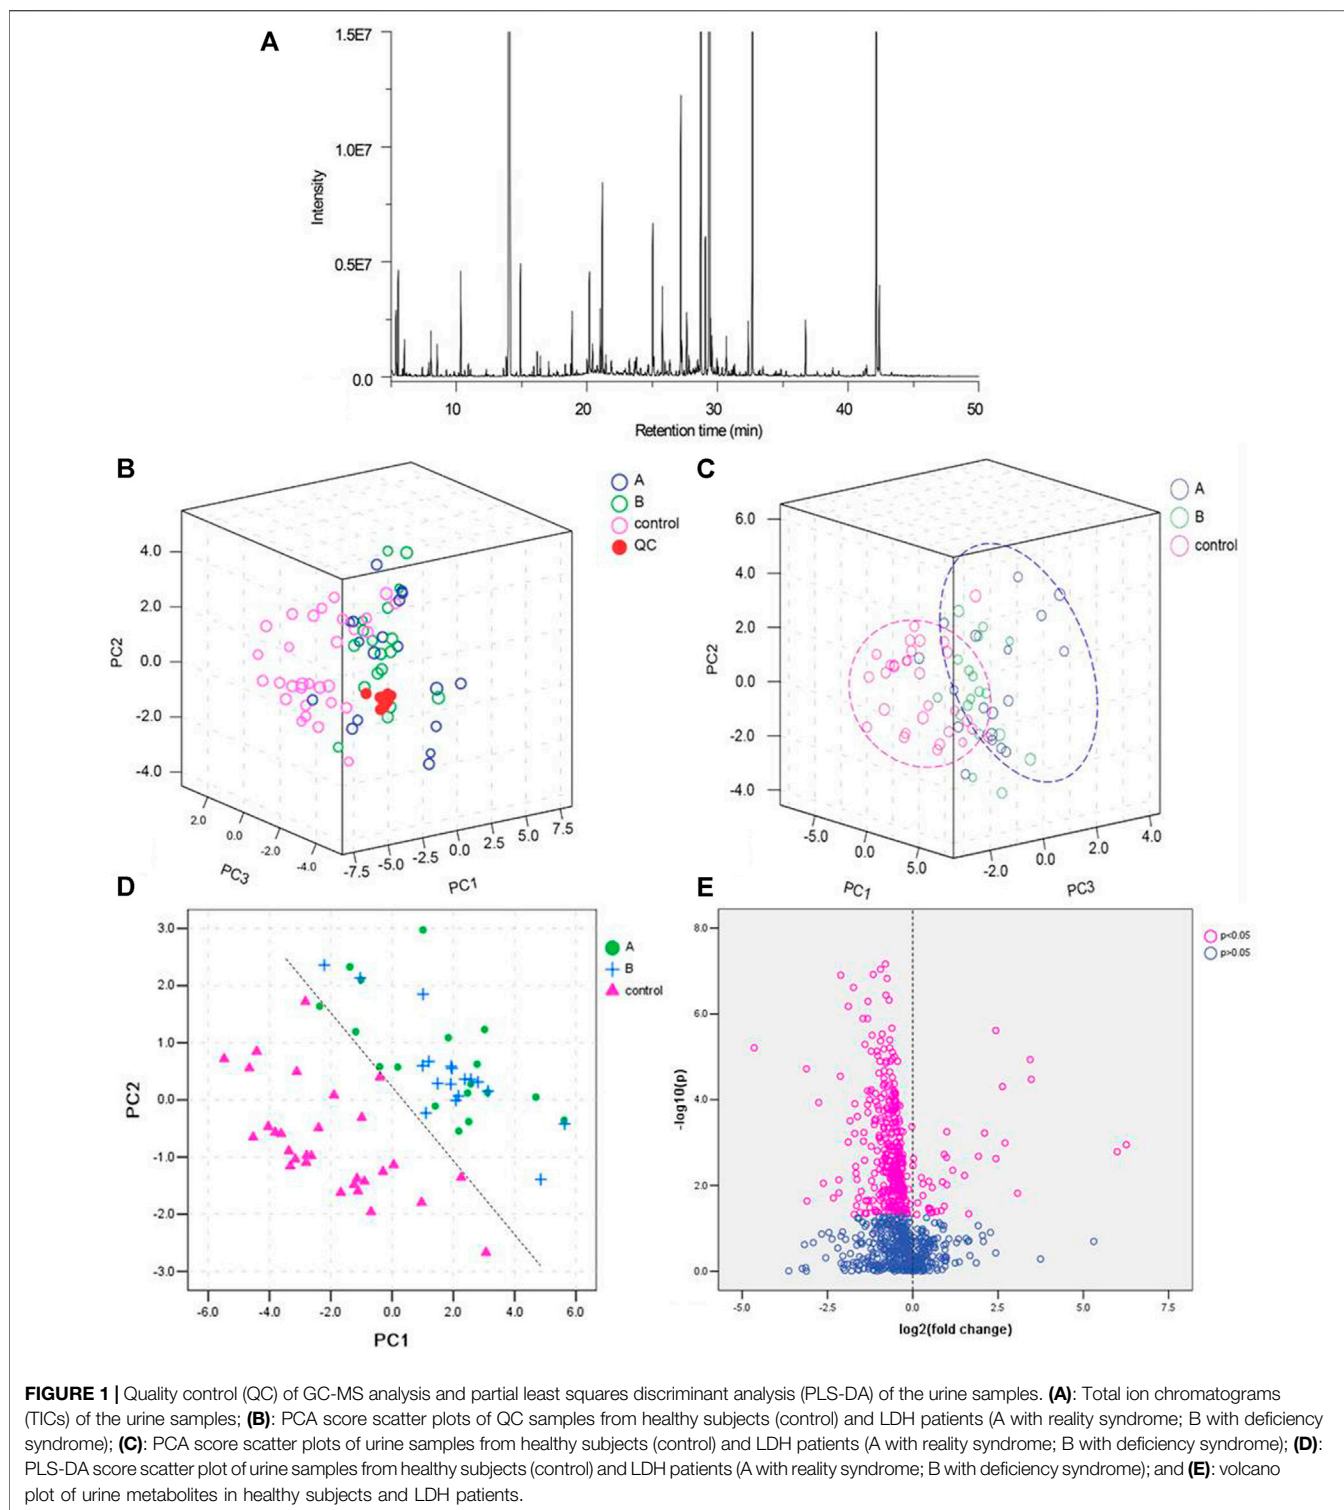 A
1.5E7
1.0E7
0.5E7
0.0
Intensity
10 20 30 40 50
Retention time (min)
B
A
B
control
QC
4.0
2.0
0.0
-2.0
-4.0
PC2
2.0 0.0 -2.0 -4.0
PC3
-7.5 -5.0 -2.5 0.0 2.5 5.0 7.5
PC1
C
A
B
control
6.0
4.0
2.0
0.0
-2.0
-4.0
PC2
-5.0 0.0 5.0
PC1
-2.0 0.0 2.0 4.0
PC3
D
A
B
control
3.0
2.0
1.0
0.0
-1.0
-2.0
-3.0
PC2
-6.0 -4.0 -2.0 0.0 2.0 4.0 6.0
PC1
E
p<0.05
p>0.05
8.0
6.0
4.0
2.0
0.0
-log10(p)
-5.0 -2.5 0.0 2.5 5.0 7.5
log2(fold change)
FIGURE 1 | Quality control (QC) of GC-MS analysis and partial least squares discriminant analysis (PLS-DA) of the urine samples. (A): Total ion chromatograms
(TICs) of the urine samples; (B): PCA score scatter plots of QC samples from healthy subjects (control) and LDH patients (A with reality syndrome; B with deficiency
syndrome); (C): PCA score scatter plots of urine samples from healthy subjects (control) and LDH patients (A with reality syndrome; B with deficiency syndrome); (D):
PLS-DA score scatter plot of urine samples from healthy subjects (control) and LDH patients (A with reality syndrome; B with deficiency syndrome); and (E): volcano
plot of urine metabolites in healthy subjects and LDH patients.